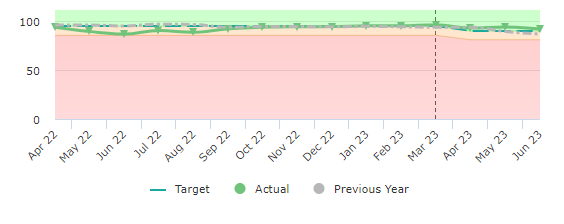 100
50
0
Apr 22
May 22
Jun 22
Jul 22
Aug 22
Sep 22
Oct 22
Nov 22
Dec 22
Jan 23
Feb 23
Mar 23
Apr 23
May 23
Jun 23
Target Actual Previous Year